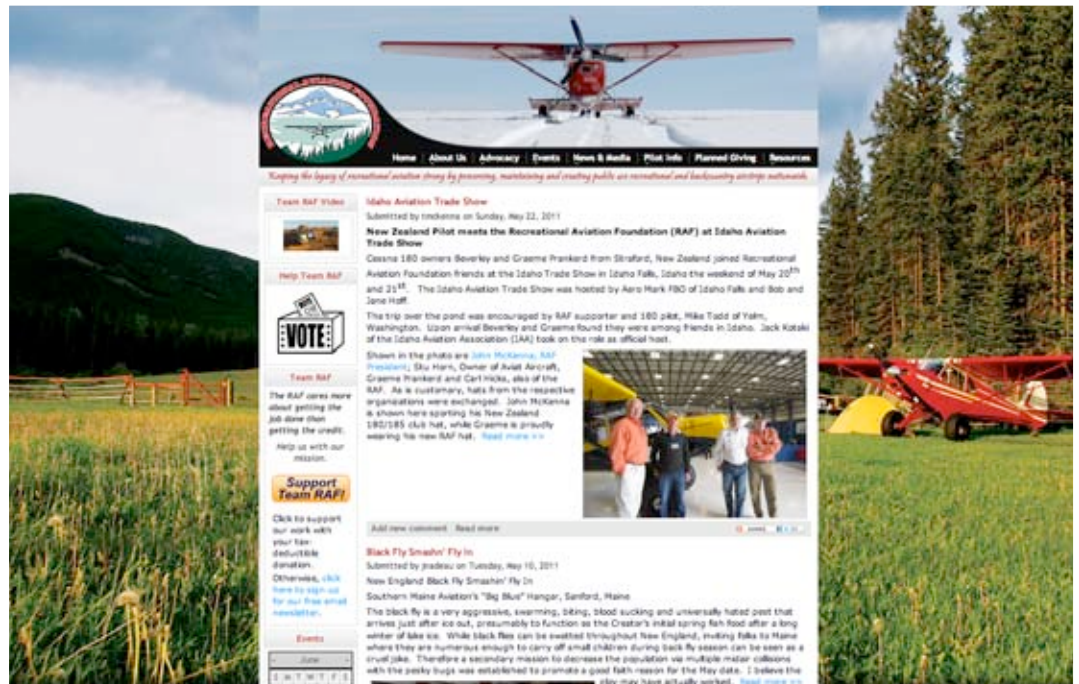 RECREATIONAL AVIATION FOUNDATION
Home | About Us | Advocacy | Events | News & Media | Pilot Info | Planned Giving | Resources
Keeping the legacy of recreational aviation strong by preserving, maintaining and creating public use recreational and backcountry airstrips nationwide.
Team RAF Video
Help Team RAF
VOTE
Team RAF
The RAF cares more
about getting the
job done than
getting the credit.
Help us with our
mission.
Support
Team RAF!
Click to support
our work with
your tax-
deductible
donation.
Otherwise, click
here to sign up
for our free email
newsletter.
Events
June
S M T W T F S
Idaho Aviation Trade Show
Submitted by tmckenna on Sunday, May 22, 2011
New Zealand Pilot meets the Recreational Aviation Foundation (RAF) at Idaho Aviation
Trade Show
Cessna 180 owners Beverley and Graeme Prankerd from Straford, New Zealand joined Recreational
Aviation Foundation friends at the Idaho Trade Show in Idaho Falls, Idaho the weekend of May 20th
and 21st. The Idaho Aviation Trade Show was hosted by Aero Mark FBO of Idaho Falls and Bob and
Jane Hoff.
The trip over the pond was encouraged by RAF supporter and 180 pilot, Mike Todd of Yelm,
Washington. Upon arrival Beverley and Graeme found they were among friends in Idaho. Jack
of the Idaho Aviation Association (IAA) took on the role as official host.
Shown in the photo are John McKenna, RAF
President; Stu Horn, Owner of Aviat Aircraft,
Graeme Prankerd and Carl Hicks, also of the
RAF. As is customary, hats from the respective
organizations were exchanged. John McKenna
is shown here sporting his New Zealand
180/185 club hat, while Graeme is proudly
wearing his new RAF hat. Read more >>
Add new comment Read more
SHARE
Black Fly Smashn' Fly In
Submitted by jnadeau on Tuesday, May 10, 2011
New England Black Fly Smashin' Fly In
Southern Maine Aviation's "Big Blue" Hangar, Sanford, Maine
The black fly is a very aggressive, swarming, biting, blood sucking and universally hated pest that
arrives just after ice out, presumably to function as the Creator's initial spring fish food after a long
winter of lake ice. While black flies can be swatted throughout New England, inviting folks to Maine
where they are numerous enough to carry off small children during back fly season can be seen as a
cruel joke. Therefore a secondary mission to decrease the population via multiple midair collisions
with the pesky bugs was established to promote a good faith reason for the May date. I believe the
ploy may have actually worked. Read more >>